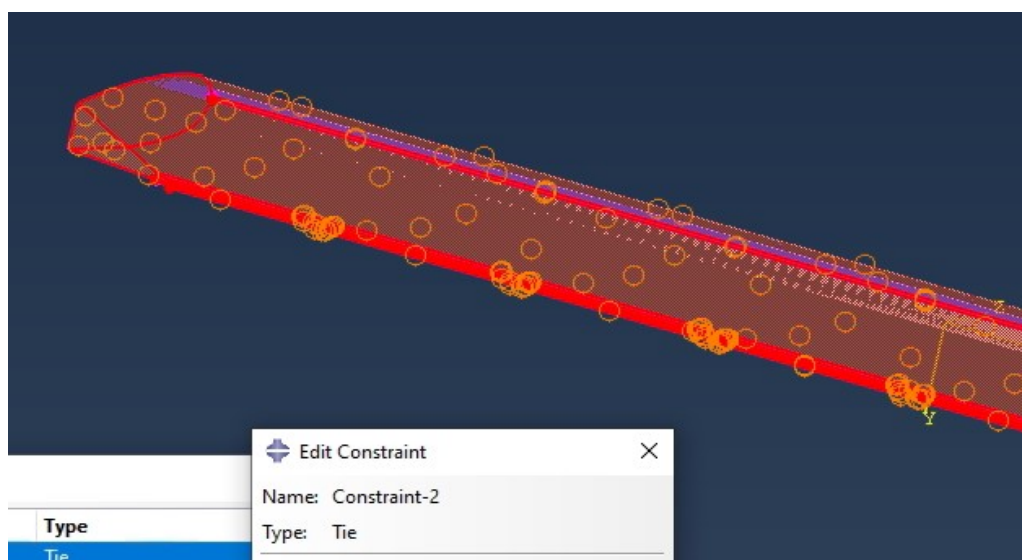 Z
Y
Edit Constraint
Name: Constraint-2
Type: Tie
Type
Tie